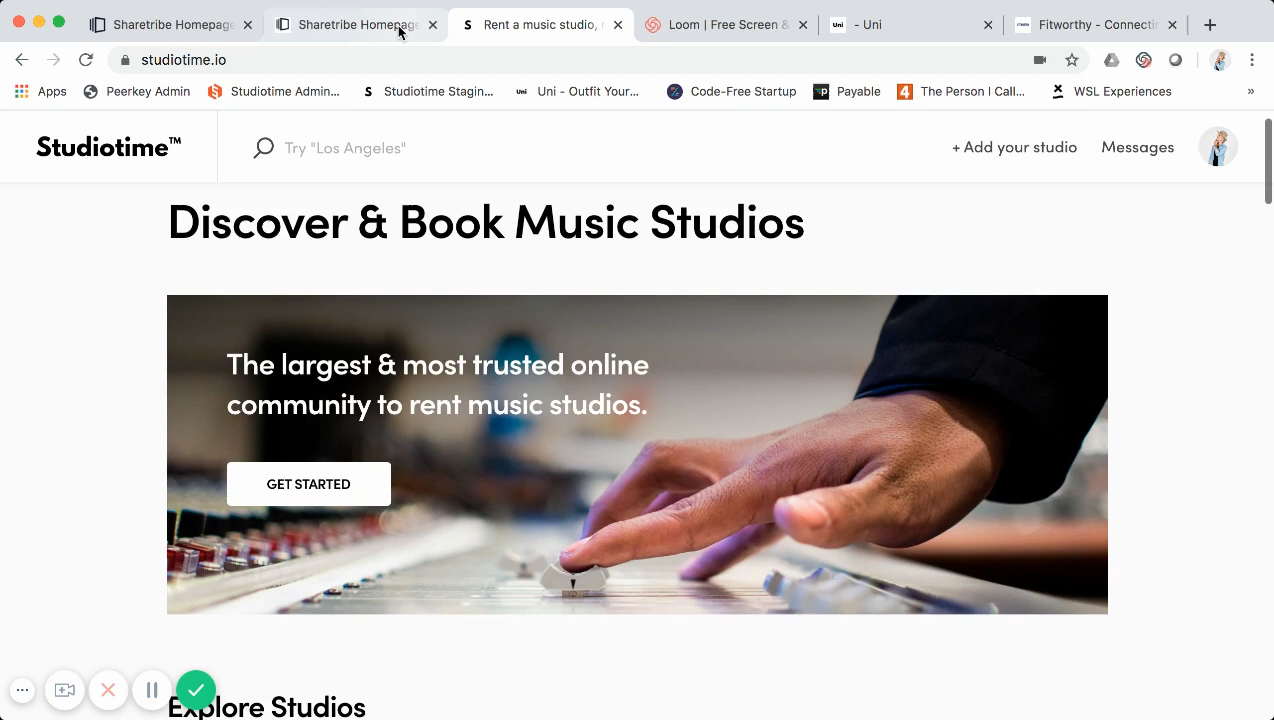 Sharetribe Homepage
Sharetribe Homepage
Rent a music studio, r
Loom | Free Screen &
Uni
- Uni
Fitworthy - Connectin
studiotime.io
Apps
Peerkey Admin
Studiotime Admin...
S
Studiotime Stagin...
Uni
Uni - Outfit Your...
Code-Free Startup
Payable
4
The Person I Call...
WSL Experiences
»
Studiotime™
Try "Los Angeles"
+ Add your studio
Messages
Discover & Book Music Studios
The largest & most trusted online
community to rent music studios.
GET STARTED
Explore Studios